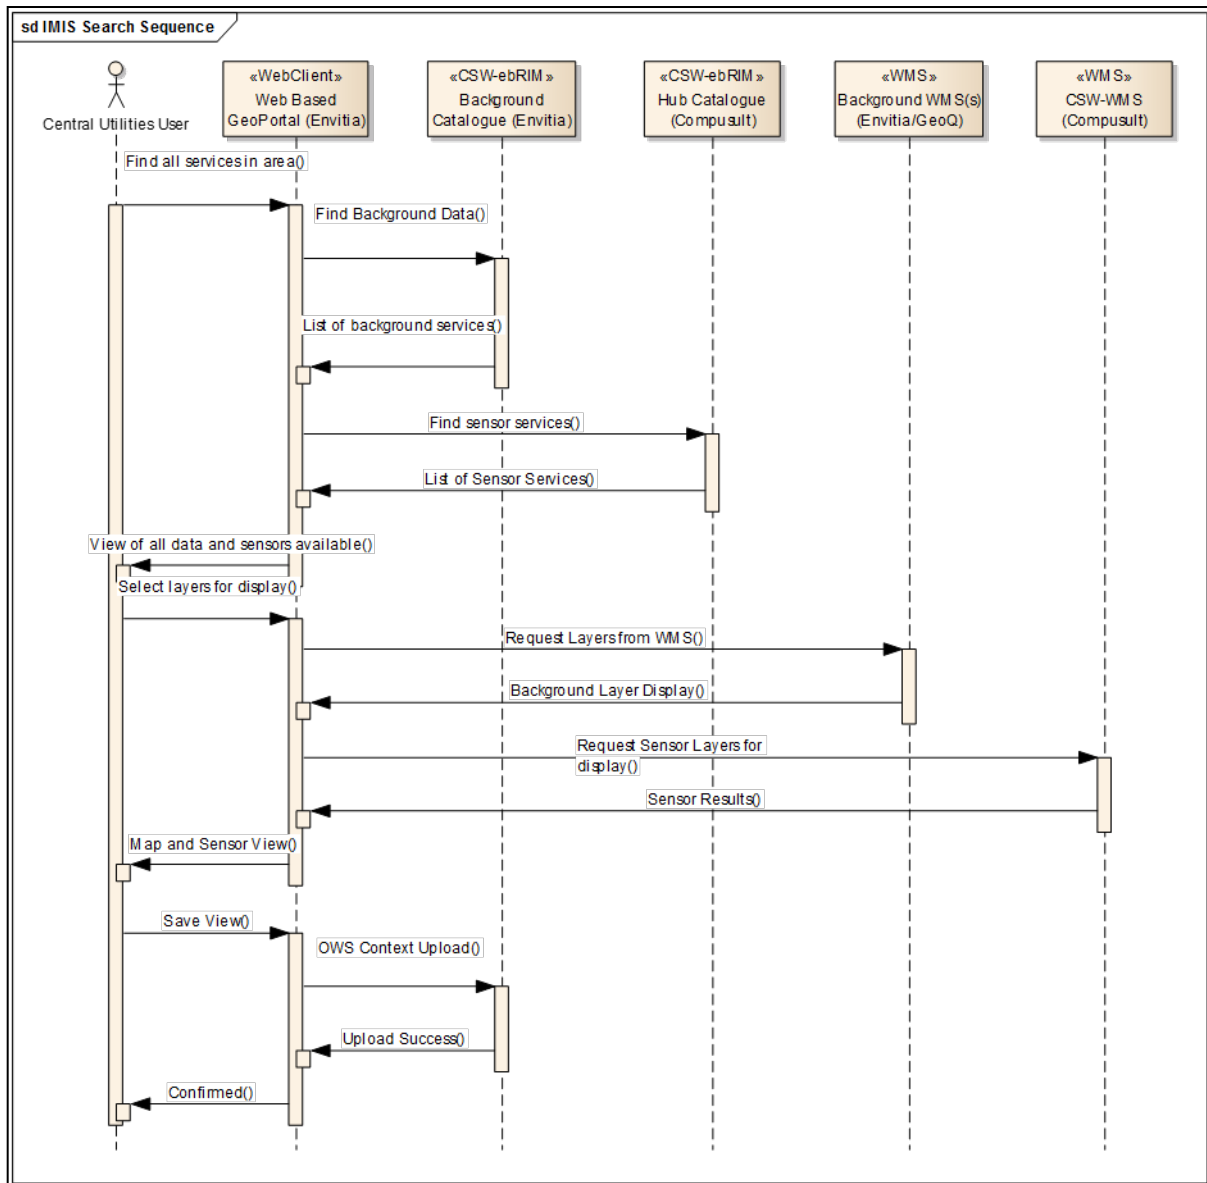 sd IMIS Search Sequence
Central Utilities User
«WebClient»
Web Based
GeoPortal (Envitia)
«CSW-ebRIM»
Background
Catalogue (Envitia)
«CSW-ebRIM»
Hub Catalogue
(Compusult)
«WMS»
Background WMS(s)
(Envitia/GeoQ)
«WMS»
CSW-WMS
(Compusult)
Find all services in area()
Find Background Data()
List of background services()
Find sensor services()
List of Sensor Services()
View of all data and sensors available()
Select layers for display()
Request Layers from WMS()
Background Layer Display()
Request Sensor Layers for
display()
Sensor Results()
Map and Sensor View()
Save View()
OWS Context Upload()
Upload Success()
Confirmed()